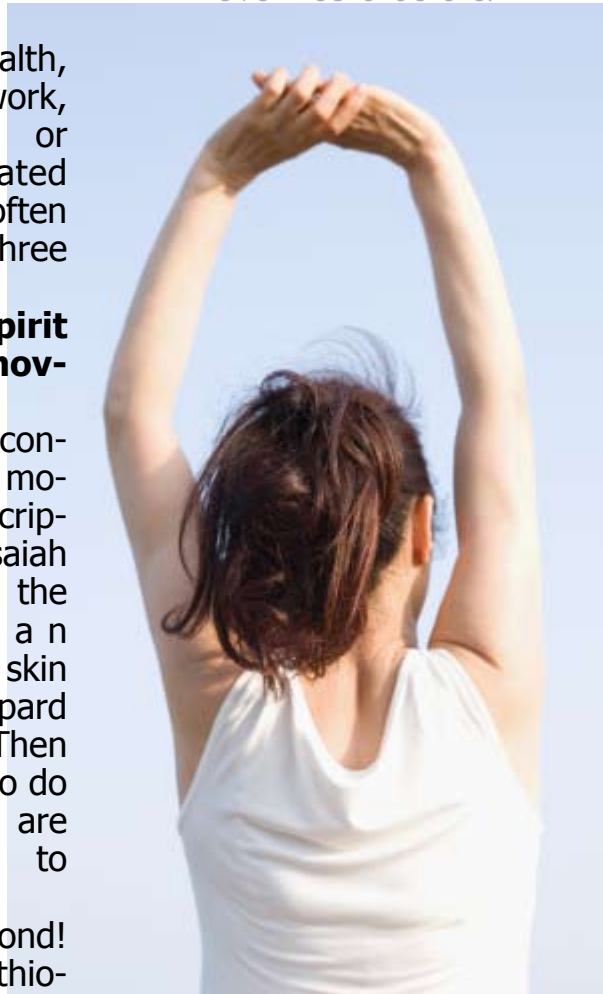 alth,
work,
or
ated
often
hree
pirit
nov-
con-
mo-
crip-
saiah
the
a n
skin
pard
Then
o do
are
to
ond!
thio-